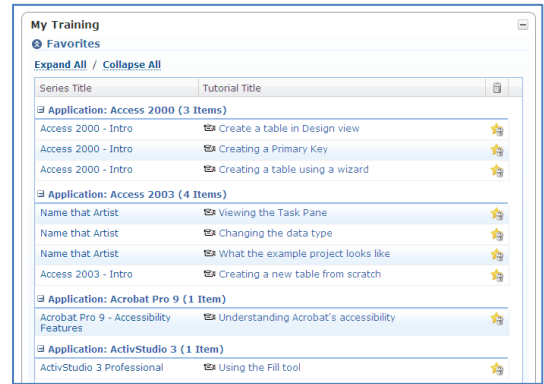 My Training
Favorites
Expand All / Collapse All
Series Title Tutorial Title
Application: Access 2000 (3 Items)
Access 2000 - Intro Create a table in Design view
Access 2000 - Intro Creating a Primary Key
Access 2000 - Intro Creating a table using a wizard
Application: Access 2003 (4 Items)
Name that Artist Viewing the Task Pane
Name that Artist Changing the data type
Name that Artist What the example project looks like
Access 2003 - Intro Creating a new table from scratch
Application: Acrobat Pro 9 (1 Item)
Acrobat Pro 9 - Accessibility Understanding Acrobat's accessibility
Features
Application: ActivStudio 3 (1 Item)
ActivStudio 3 Professional Using the Fill tool